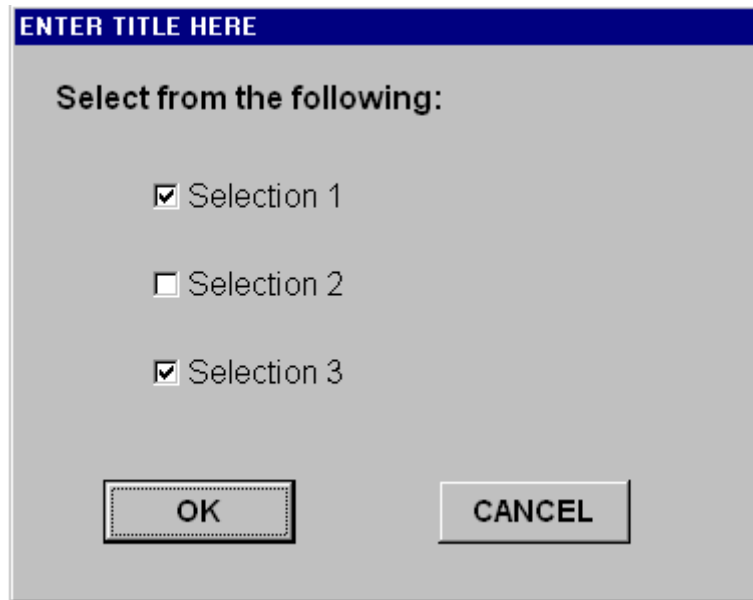 ENTER TITLE HERE
Select from the following:
Selection 1
Selection 2
Selection 3
OK CANCEL